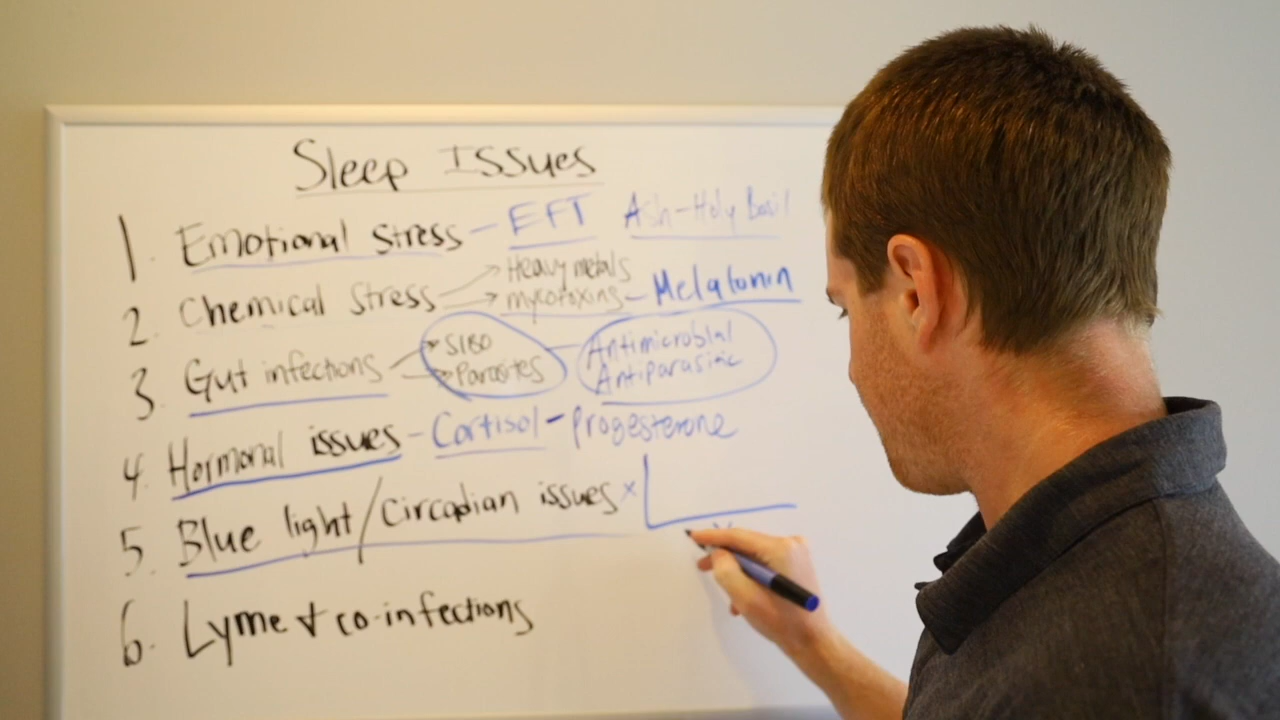 Sleep Issues
1. Emotional stress - EFT Ash-Holy Basil
2. Chemical stress Heavy metals
mycotoxins - Melatonin
3. Gut infections SIBO Antimicrobial
Parasites Antiparasitic
4. Hormonal issues - Cortisol - Progesterone
5. Blue light/Circadian issues x
6. Lyme + co-infections